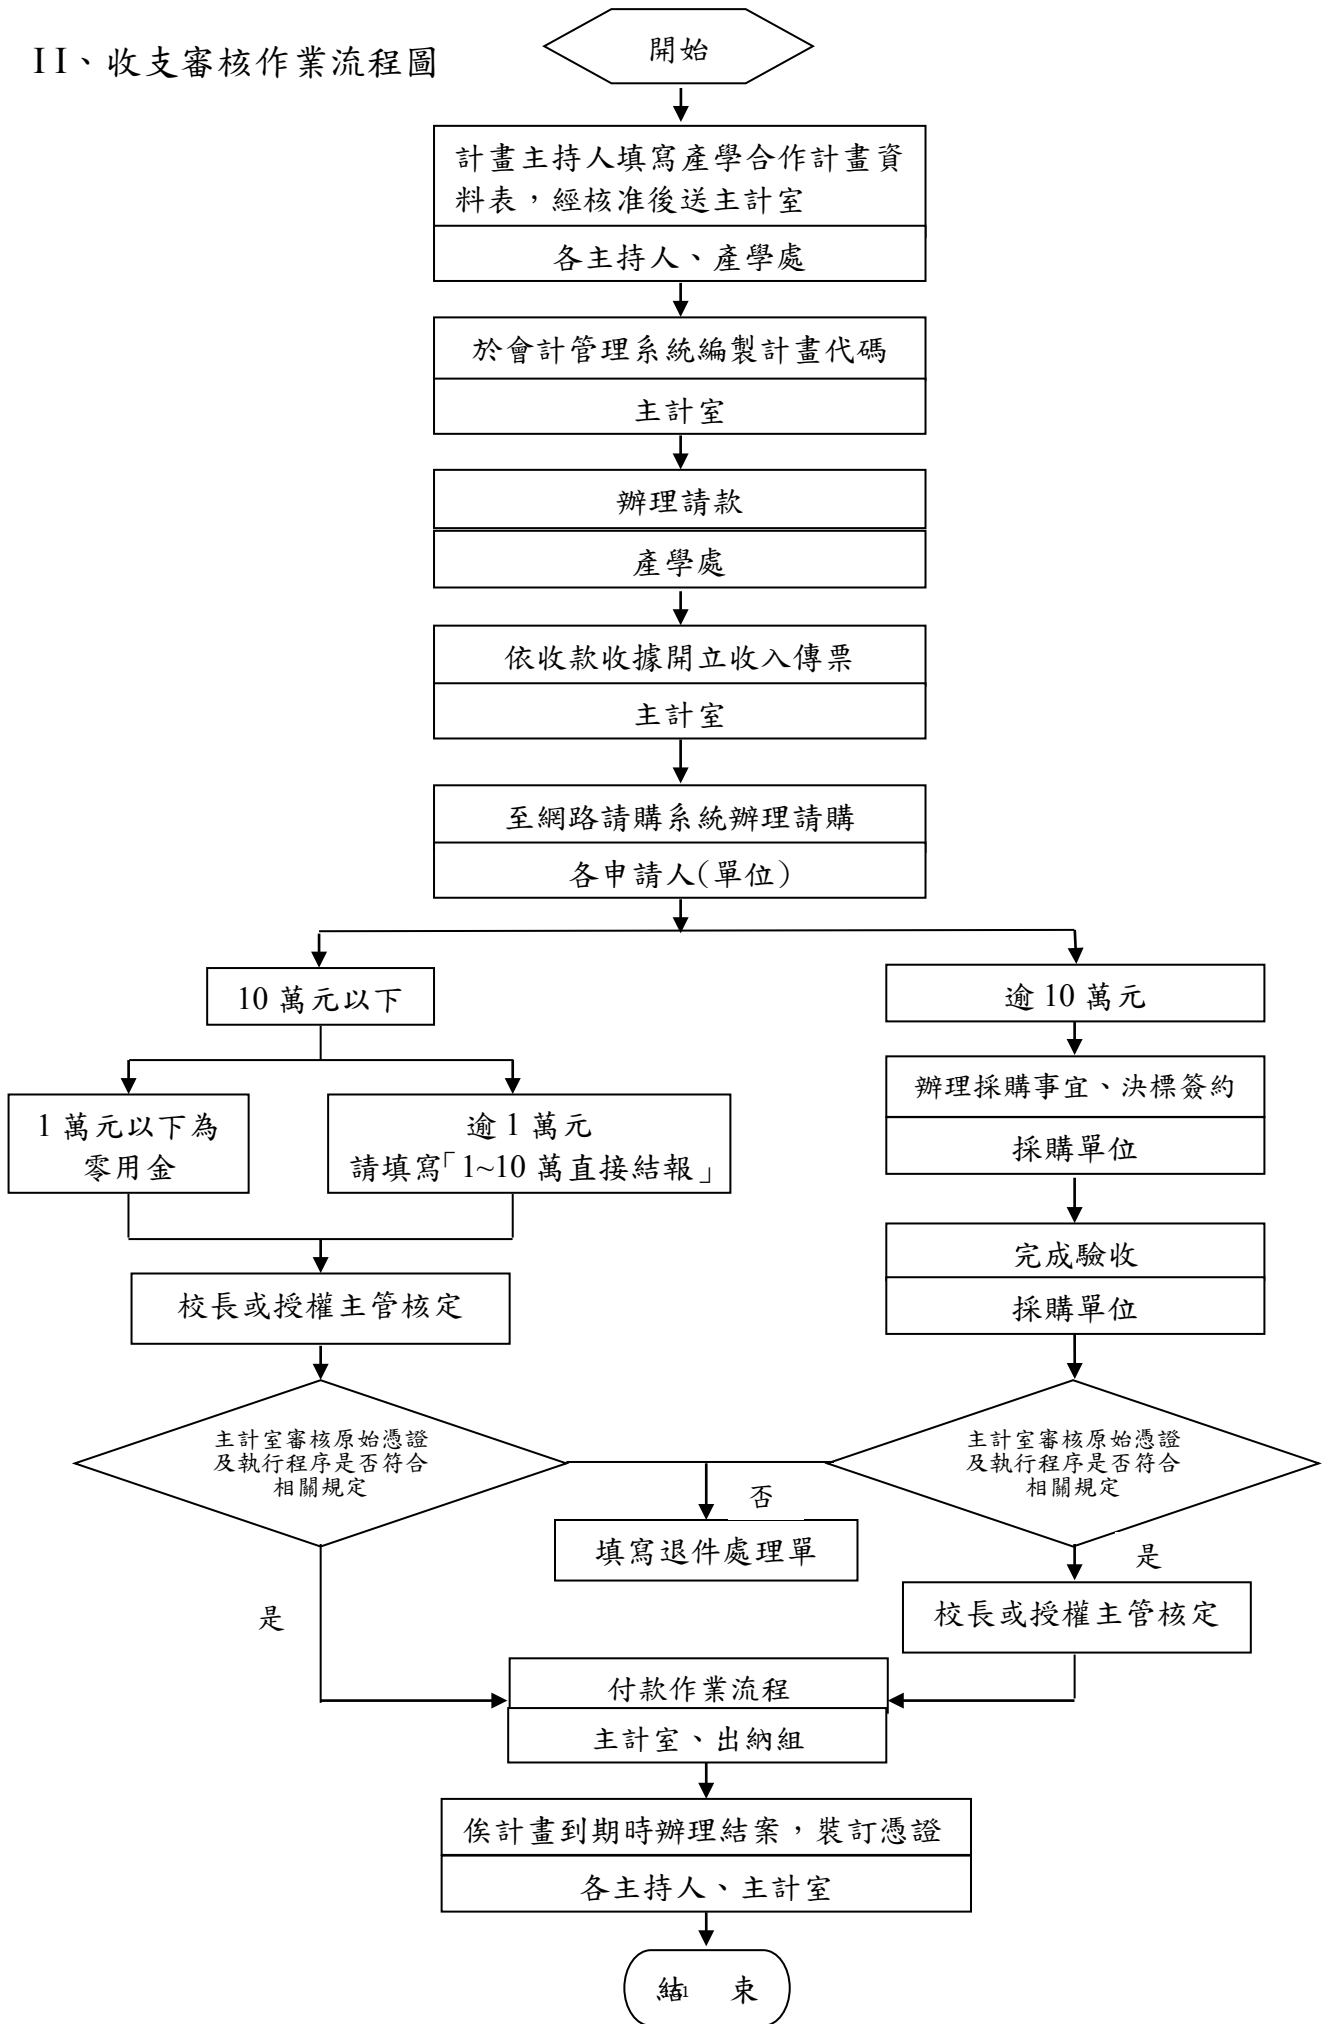 II、收支審核作業流程圖
開始
計畫主持人填寫產學合作計畫資
料表，經核准後送主計室
各主持人、產學處
於會計管理系統編製計畫代碼
主計室
辦理請款
產學處
依收款收據開立收入傳票
主計室
至網路請購系統辦理請購
各申請人(單位)
10 萬元以下
逾 10 萬元
1 萬元以下為
零用金
逾 1 萬元
請填寫「1~10 萬直接結報」
辦理採購事宜、決標簽約
採購單位
完成驗收
採購單位
校長或授權主管核定
主計室審核原始憑證
及執行程序是否符合
相關規定
主計室審核原始憑證
及執行程序是否符合
相關規定
否
填寫退件處理單
是
校長或授權主管核定
是
付款作業流程
主計室、出納組
俟計畫到期時辦理結案，裝訂憑證
各主持人、主計室
結 束